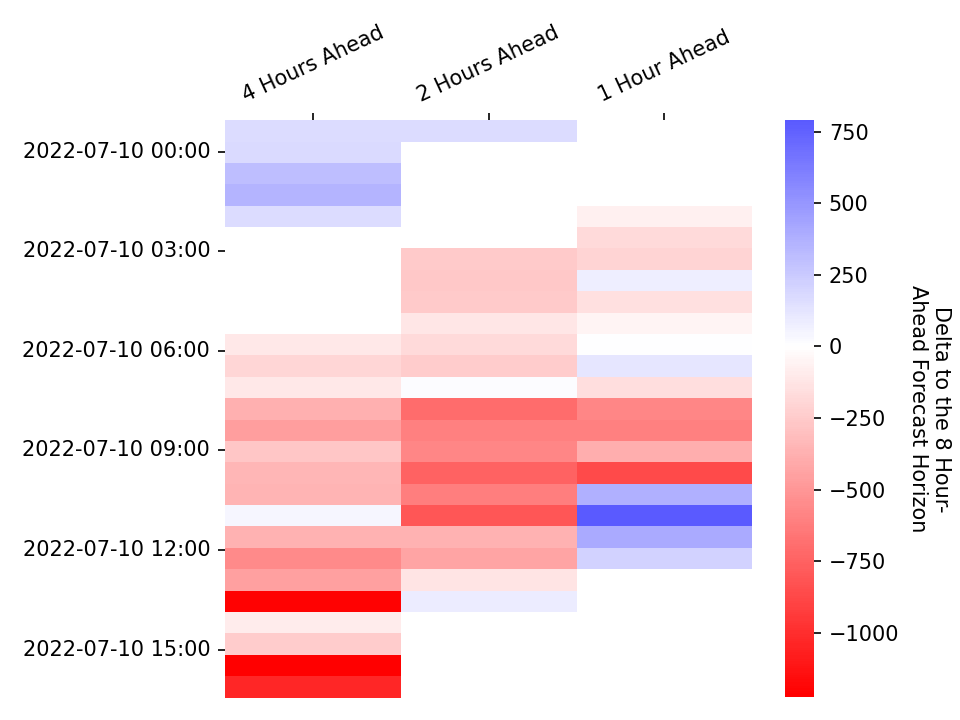 4 Hours Ahead
2 Hours Ahead
1 Hour Ahead
2022-07-10 00:00
2022-07-10 03:00
2022-07-10 06:00
2022-07-10 09:00
2022-07-10 12:00
2022-07-10 15:00
750
500
250
0
−250
−500
−750
−1000
Delta to the 8 Hour-
Ahead Forecast Horizon